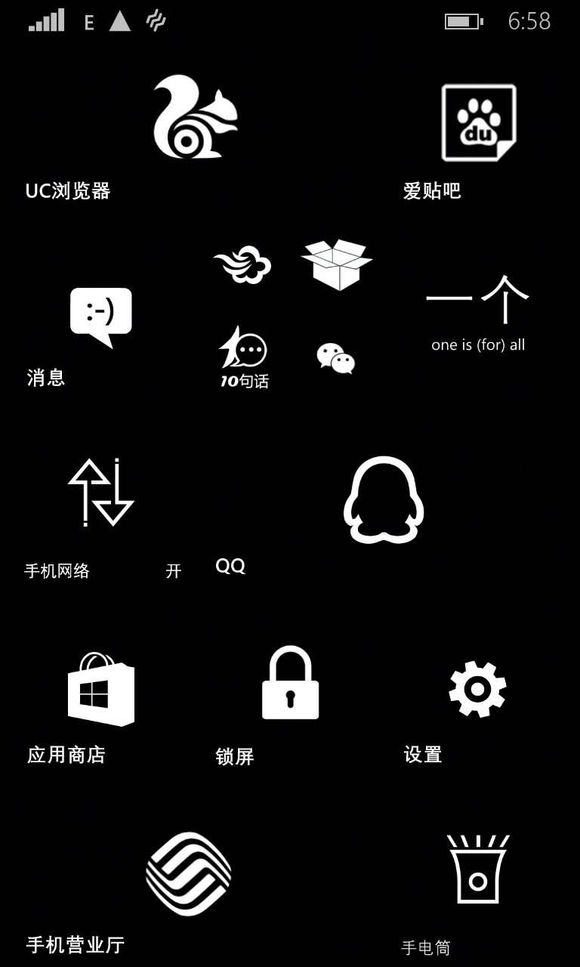 E
6:58
du
UC浏览器
爱贴吧
:-)
消息
10句话
一个
one is (for) all
手机网络
开
QQ
应用商店
锁屏
设置
手机营业厅
手电筒